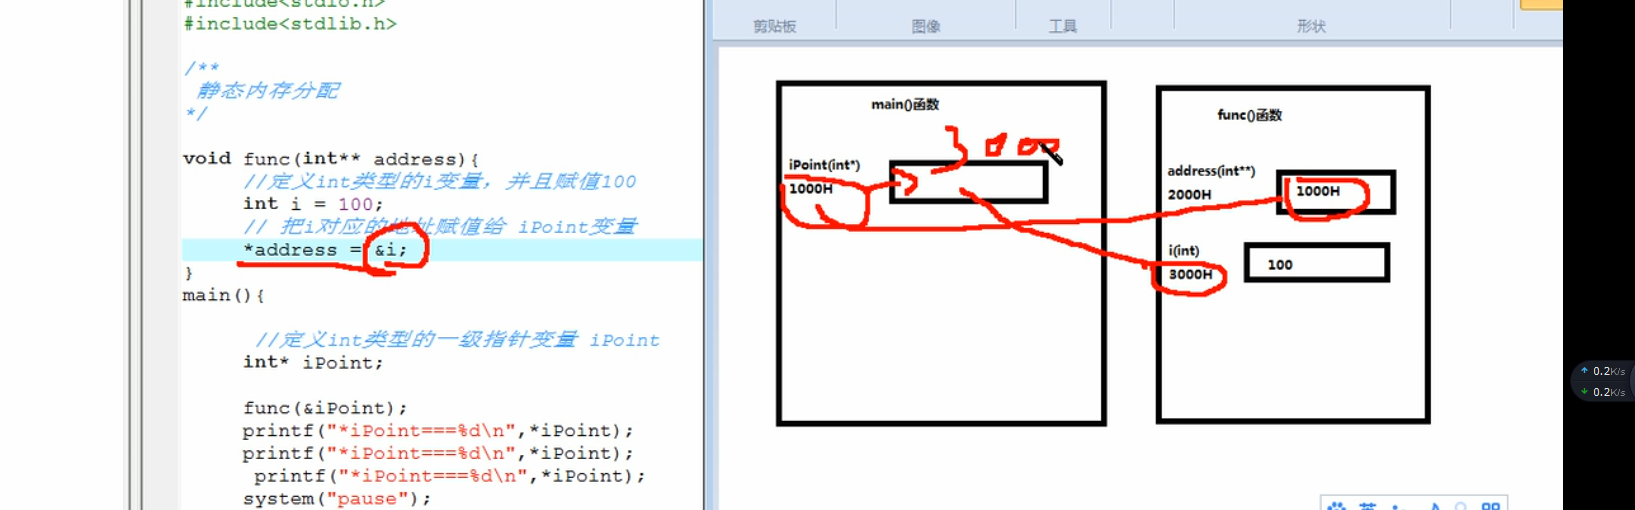 #include<stdio.h>
#include<stdlib.h>
/**
静态内存分配
*/
void func(int** address){
//定义int类型的i变量，并且赋值100
int i = 100;
// 把i对应的地址赋值给 iPoint变量
*address = &i;
}
main(){
//定义int类型的一级指针变量 iPoint
int* iPoint;
func(&iPoint);
printf("*iPoint===%d\n",*iPoint);
printf("*iPoint===%d\n",*iPoint);
printf("*iPoint===%d\n",*iPoint);
system("pause");
剪贴板
图像
工具
形状
main()函数
3000
iPoint(int*)
1000H
func()函数
address(int**)
2000H
1000H
i(int)
3000H
100
英
0.2K/s
0.2K/s